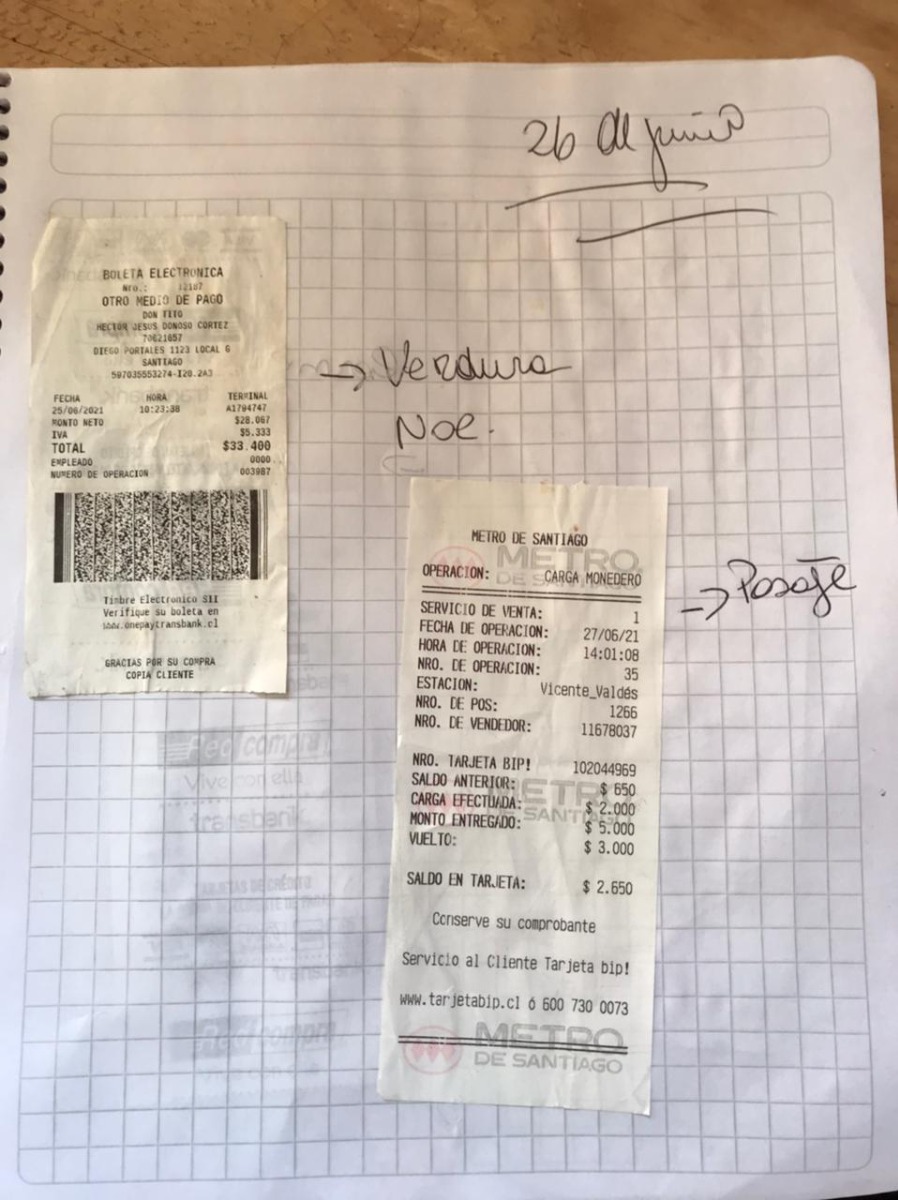 26 de junio
BOLETA ELECTRONICA
Nro.: 12187
OTRO MEDIO DE PAGO
DON TITO
HECTOR JESUS DONOSO CORTEZ
70621657
DIEGO PORTALES 1123 LOCAL G
SANTIAGO
597035553274-I20.2A3
FECHA HORA TERMINAL
25/06/2021 10:23:38 A1794747
MONTO NETO $28.067
IVA $5.333
TOTAL $33.400
EMPLEADO 0000
NUMERO DE OPERACION 003987
Timbre Electronico SII
Verifique su boleta en
www.onepaytransbank.cl
GRACIAS POR SU COMPRA
COPIA CLIENTE
→ Verdura
Noe.
METRO DE SANTIAGO
OPERACION: CARGA MONEDERO
SERVICIO DE VENTA: 1
FECHA DE OPERACION: 27/06/21
HORA DE OPERACION: 14:01:08
NRO. DE OPERACION: 35
ESTACION: Vicente_Valdés
NRO. DE POS: 1266
NRO. DE VENDEDOR: 11678037
NRO. TARJETA BIP! 102044969
SALDO ANTERIOR: $ 650
CARGA EFECTUADA: $ 2.000
MONTO ENTREGADO: $ 5.000
VUELTO: $ 3.000
SALDO EN TARJETA: $ 2.650
Conserve su comprobante
Servicio al Cliente Tarjeta bip!
www.tarjetabip.cl ó 600 730 0073
METRO
DE SANTIAGO
→ Pasaje